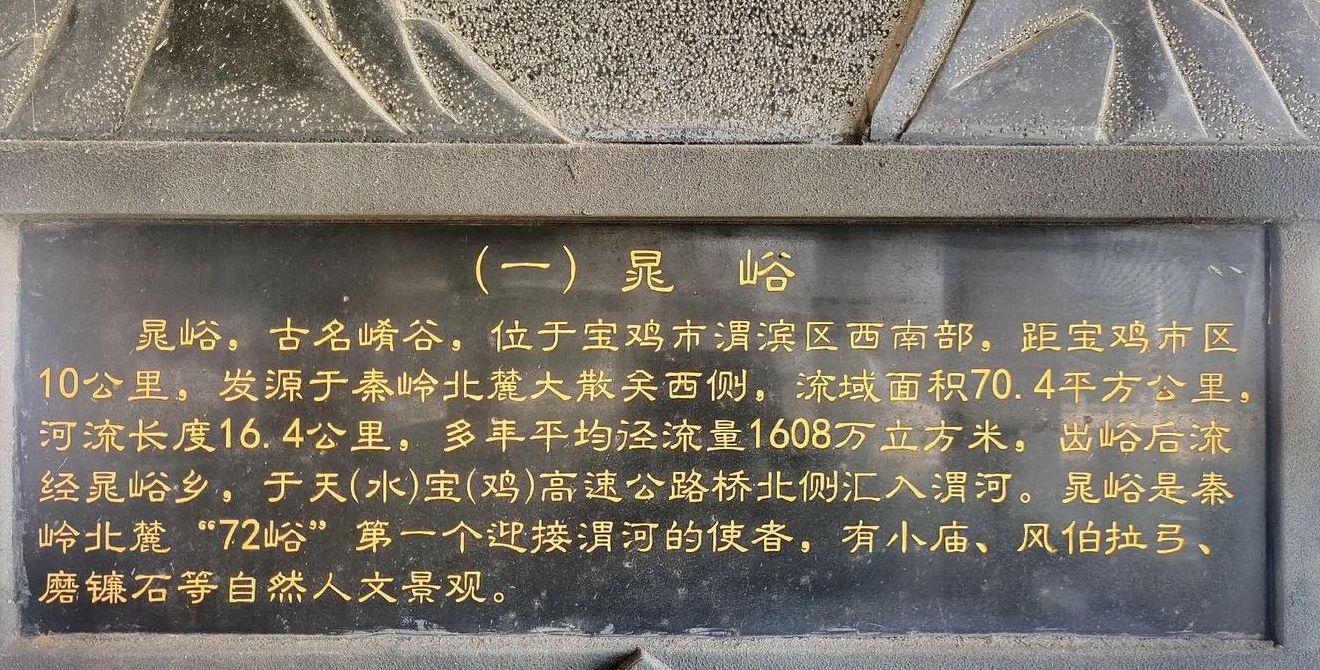 (一) 晁 峪
晁峪，古名崤谷，位于宝鸡市渭滨区西南部，距宝鸡市区
10公里，发源于秦岭北麓大散关西侧，流域面积70.4平方公里，
河流长度16.4公里，多年平均径流量1608万立方米，出峪后流
经晁峪乡，于天(水)宝(鸡)高速公路桥北侧汇入渭河。晁峪是秦
岭北麓“72峪”第一个迎接渭河的使者，有小庙、风伯拉弓、
磨镰石等自然人文景观。